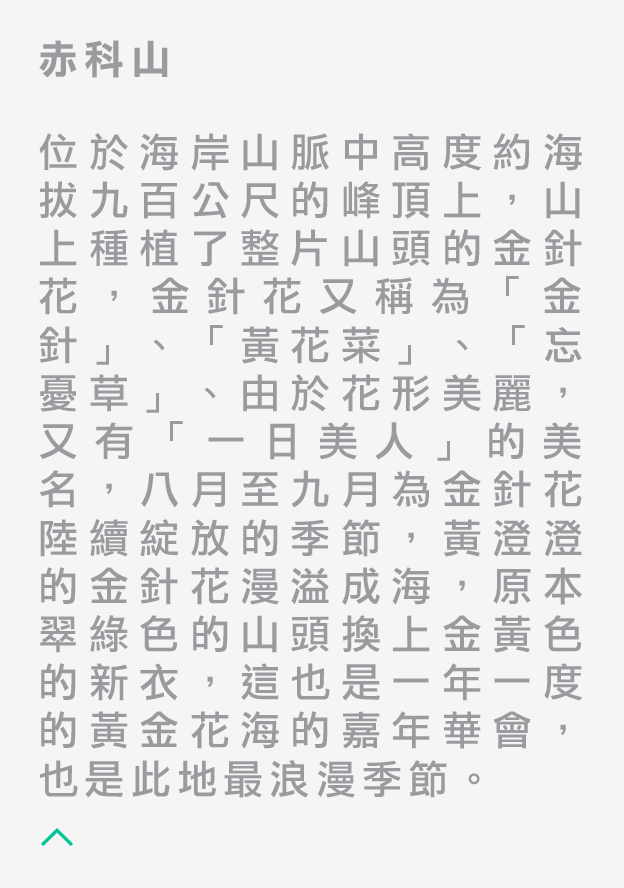 赤科山
位於海岸山脈中高度約海
拔九百公尺的峰頂上，山
上種植了整片山頭的金針
花，金針花又稱為「金
針」、「黃花菜」、「忘
憂草」、由於花形美麗，
又有「一日美人」的美
名，八月至九月為金針花
陸續綻放的季節，黃澄澄
的金針花漫溢成海，原本
翠綠色的山頭換上金黃色
的新衣，這也是一年一度
的黃金花海的嘉年華會，
也是此地最浪漫季節。